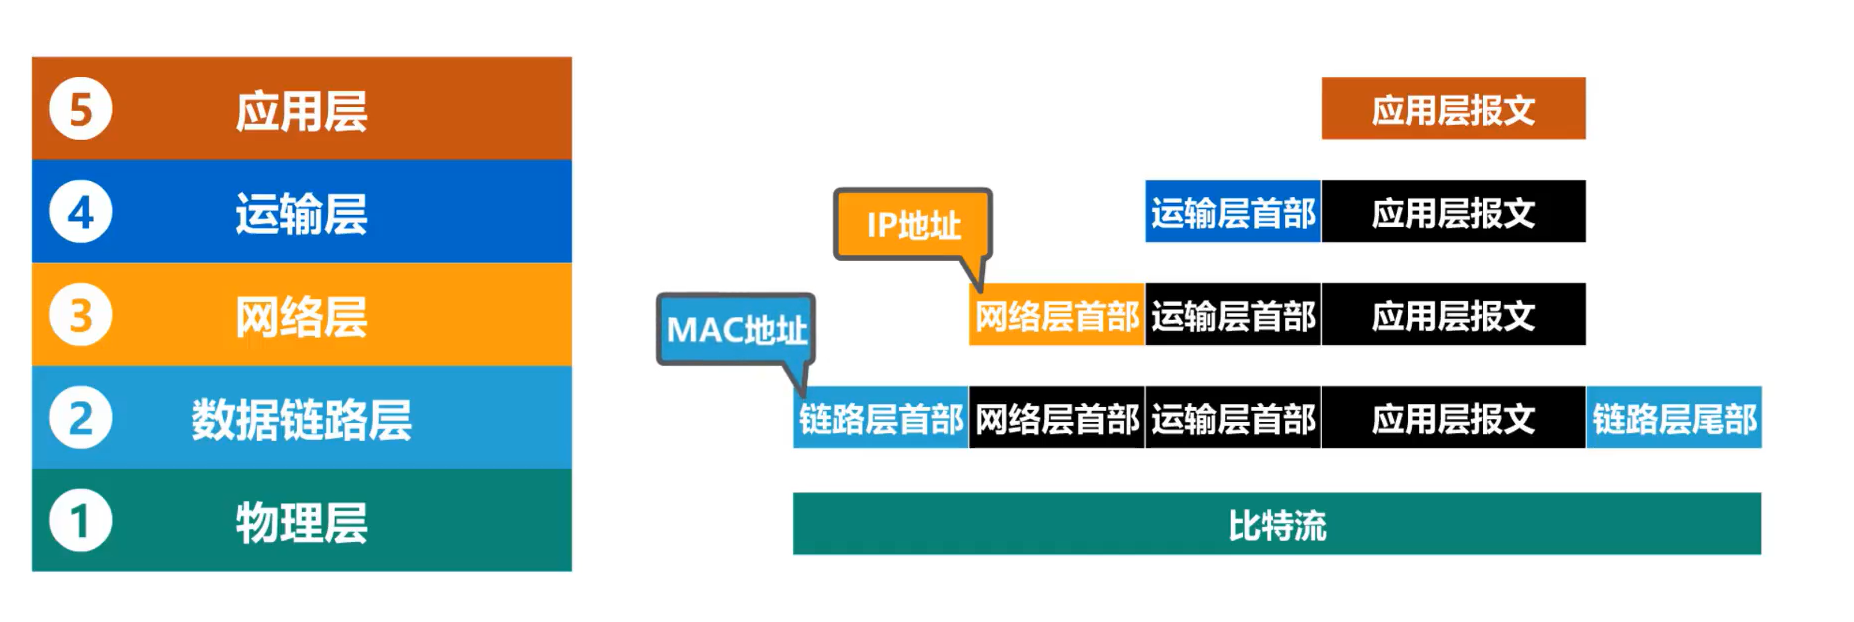 5 应用层
应用层报文
4 运输层
运输层首部 应用层报文
IP地址
3 网络层
网络层首部 运输层首部 应用层报文
MAC地址
2 数据链路层
链路层首部 网络层首部 运输层首部 应用层报文 链路层尾部
1 物理层
比特流